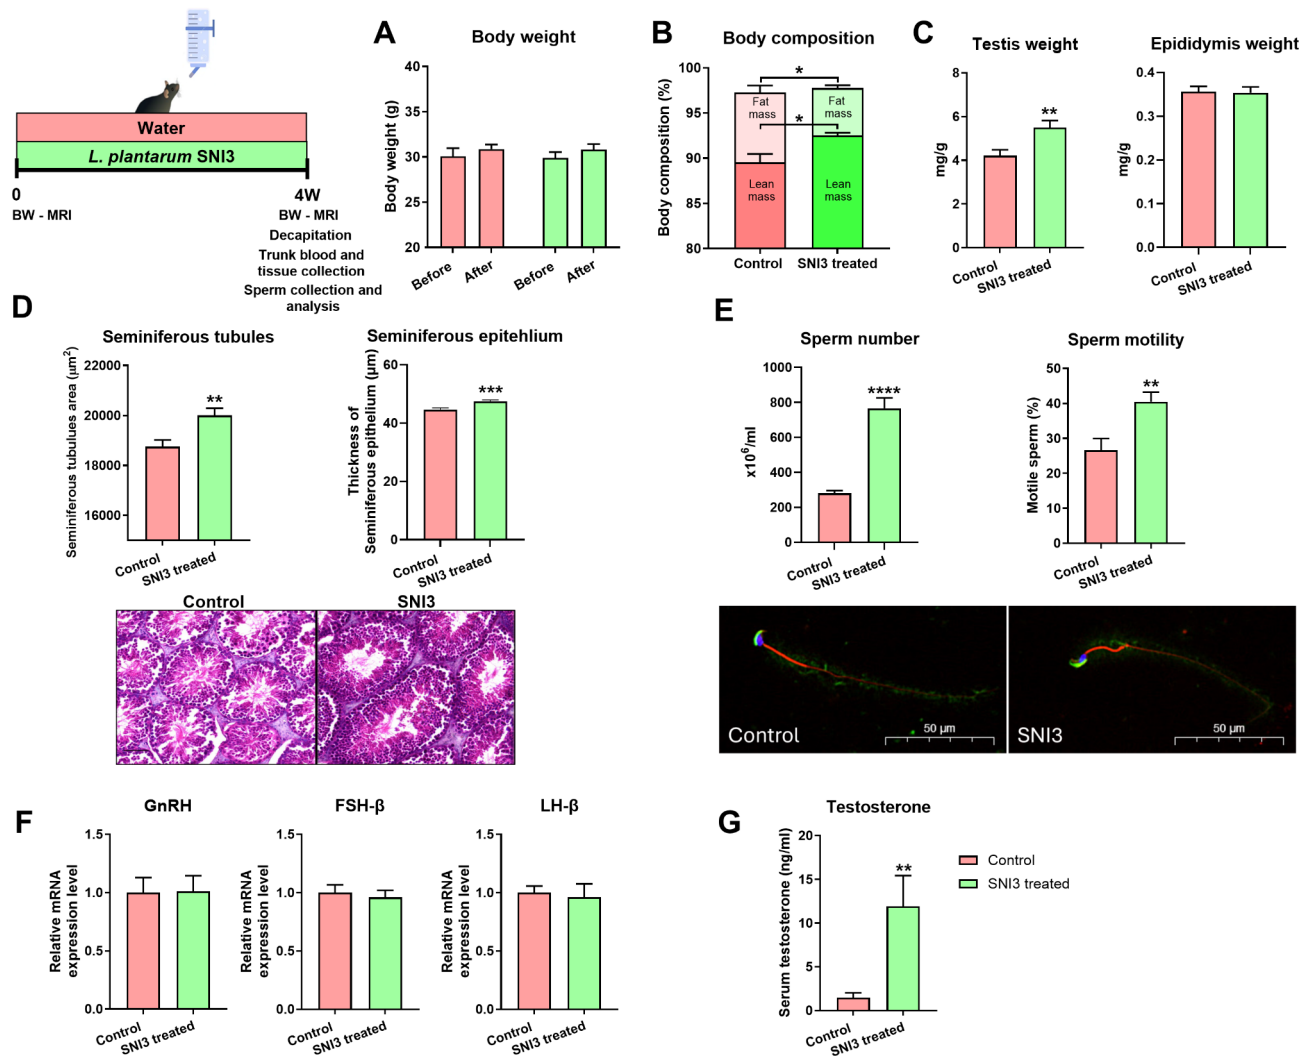 Water
L. plantarum SNI3
0
4W
BW - MRI
BW - MRI
Decapitation
Trunk blood and
tissue collection
Sperm collection and
analysis
A
Body weight
Body weight (g)
40
35
30
25
20
Before
After
Before
After
B
Body composition
Body composition (%)
100
95
90
85
80
*
*
Fat
mass
Fat
mass
Lean
mass
Lean
mass
Control
SNI3 treated
C
Testis weight
mg/g
8
6
4
2
0
**
Control
SNI3 treated
Epididymis weight
mg/g
0.4
0.3
0.2
0.1
0.0
Control
SNI3 treated
D
Seminiferous tubules
Seminiferous tubulues area (µm²)
22000
20000
18000
16000
**
Control
SNI3 treated
Seminiferous epitehlium
Thickness of
Seminiferous epithelium (µm)
60
40
20
0
***
Control
SNI3 treated
Control
SNI3
E
Sperm number
x10⁶/ml
1000
800
600
400
200
0
****
Control
SNI3 treated
Sperm motility
Motile sperm (%)
50
40
30
20
10
0
**
Control
SNI3 treated
Control
50 µm
SNI3
50 µm
F
GnRH
Relative mRNA
expression level
1.5
1.0
0.5
0.0
Control
SNI3 treated
FSH-β
Relative mRNA
expression level
1.5
1.0
0.5
0.0
Control
SNI3 treated
LH-β
Relative mRNA
expression level
1.5
1.0
0.5
0.0
Control
SNI3 treated
G
Testosterone
Serum testosterone (ng/ml)
20
15
10
5
0
**
Control
SNI3 treated
Control
SNI3 treated